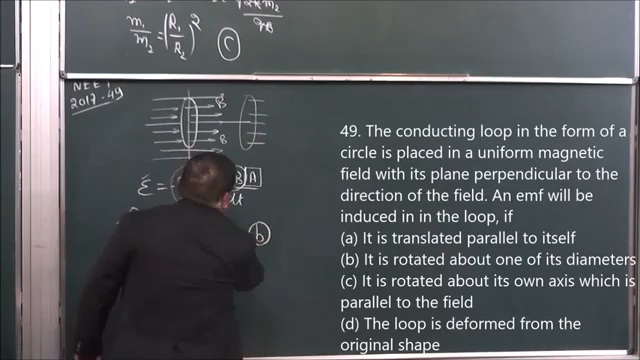 m₁/m₂ = (R₁/R₂)²
(c)
NEET
2017-49
B
B
ε =
B A
dt
(b)
49. The conducting loop in the form of a
circle is placed in a uniform magnetic
field with its plane perpendicular to the
direction of the field. An emf will be
induced in in the loop, if
(a) It is translated parallel to itself
(b) It is rotated about one of its diameters
(c) It is rotated about its own axis which is
parallel to the field
(d) The loop is deformed from the
original shape